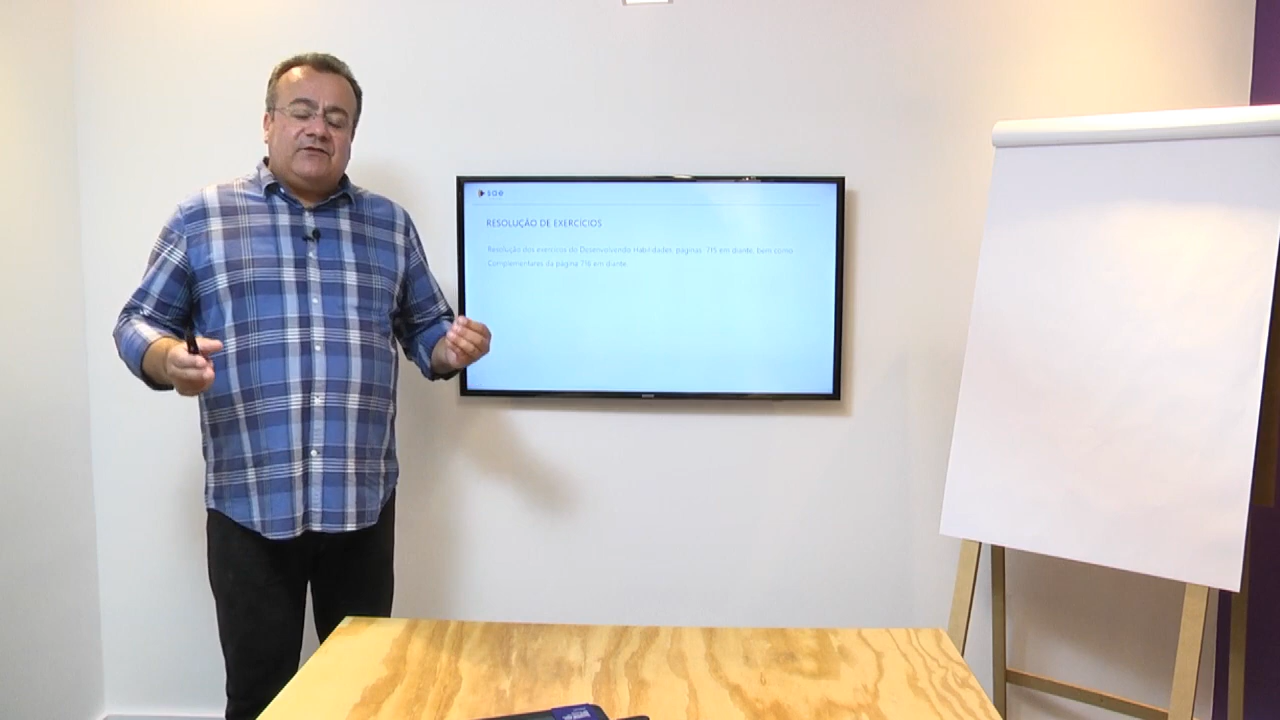 sae
RESOLUÇÃO DE EXERCÍCIOS
Resolução dos exercícios do Desenvolvendo Habilidades, páginas 715 em diante, bem como
Complementares da página 716 em diante.